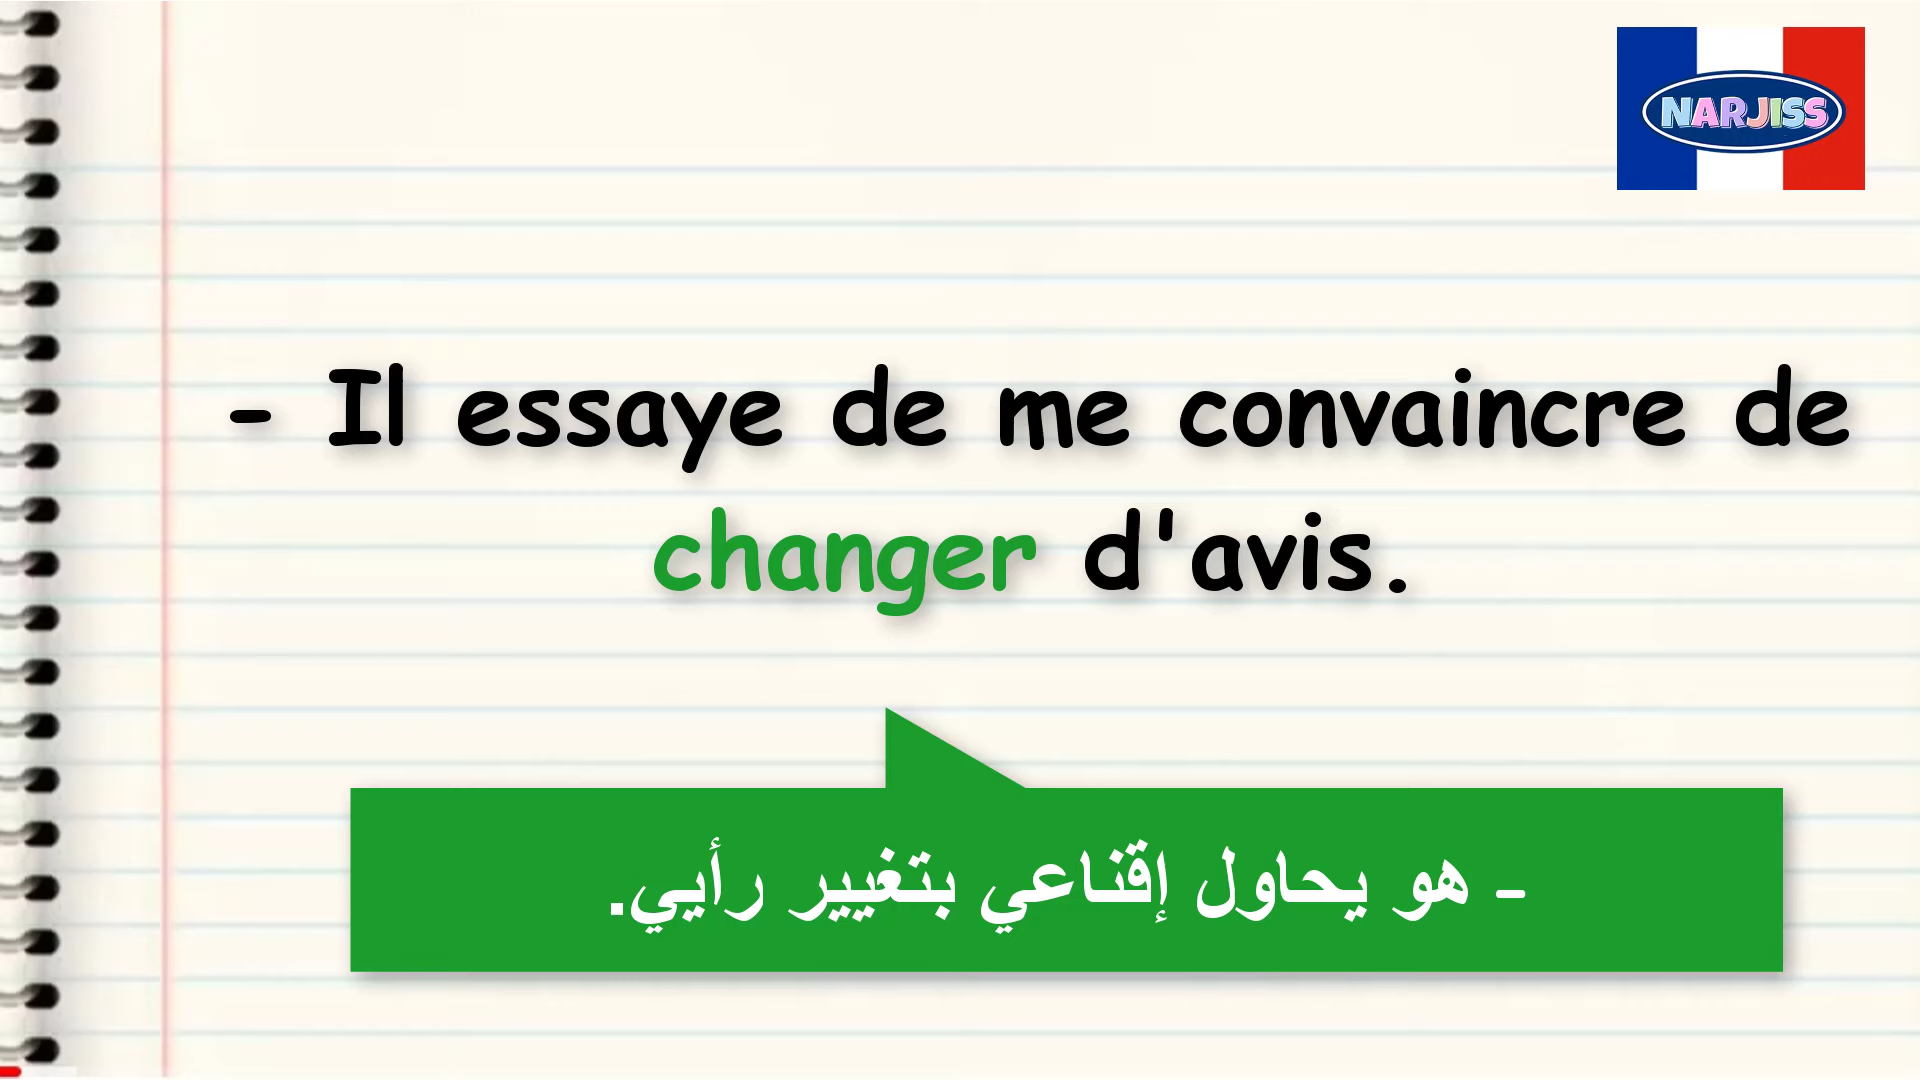 NARJISS
- Il essaye de me convaincre de
changer d'avis.
- هو يحاول إقناعي بتغيير رأيي.